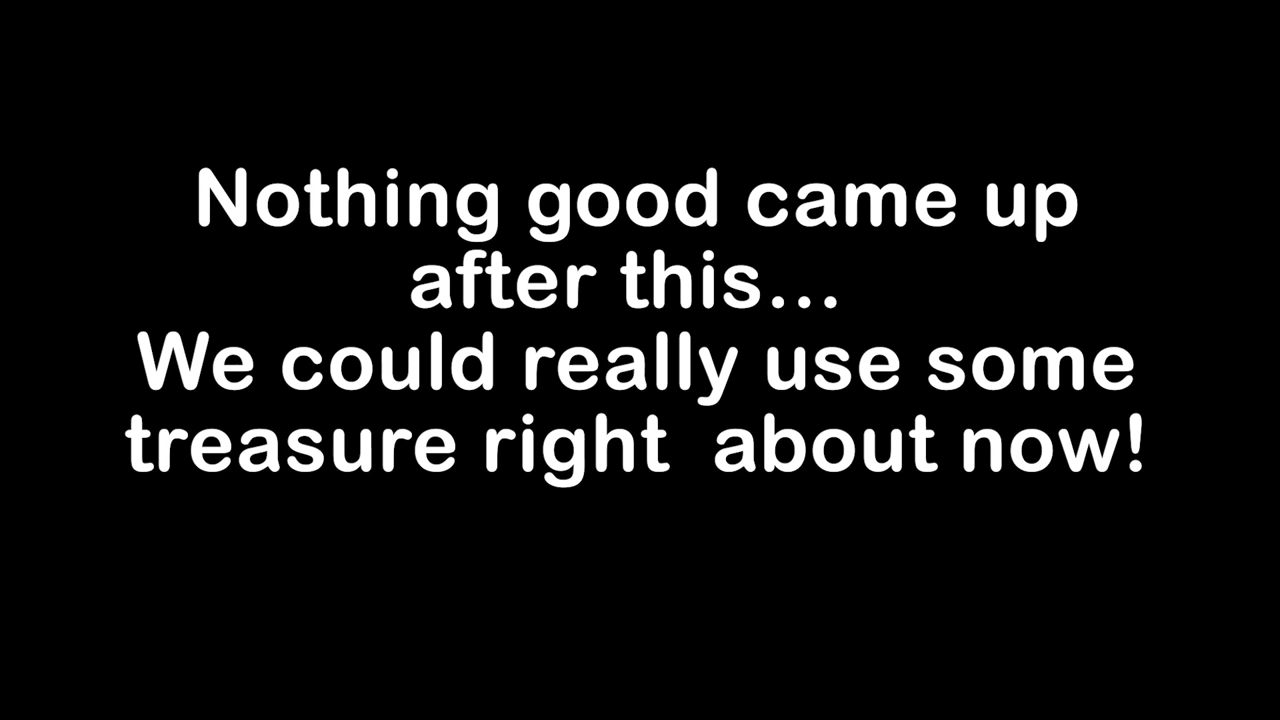 Nothing good came up
after this...
We could really use some
treasure right  about now!